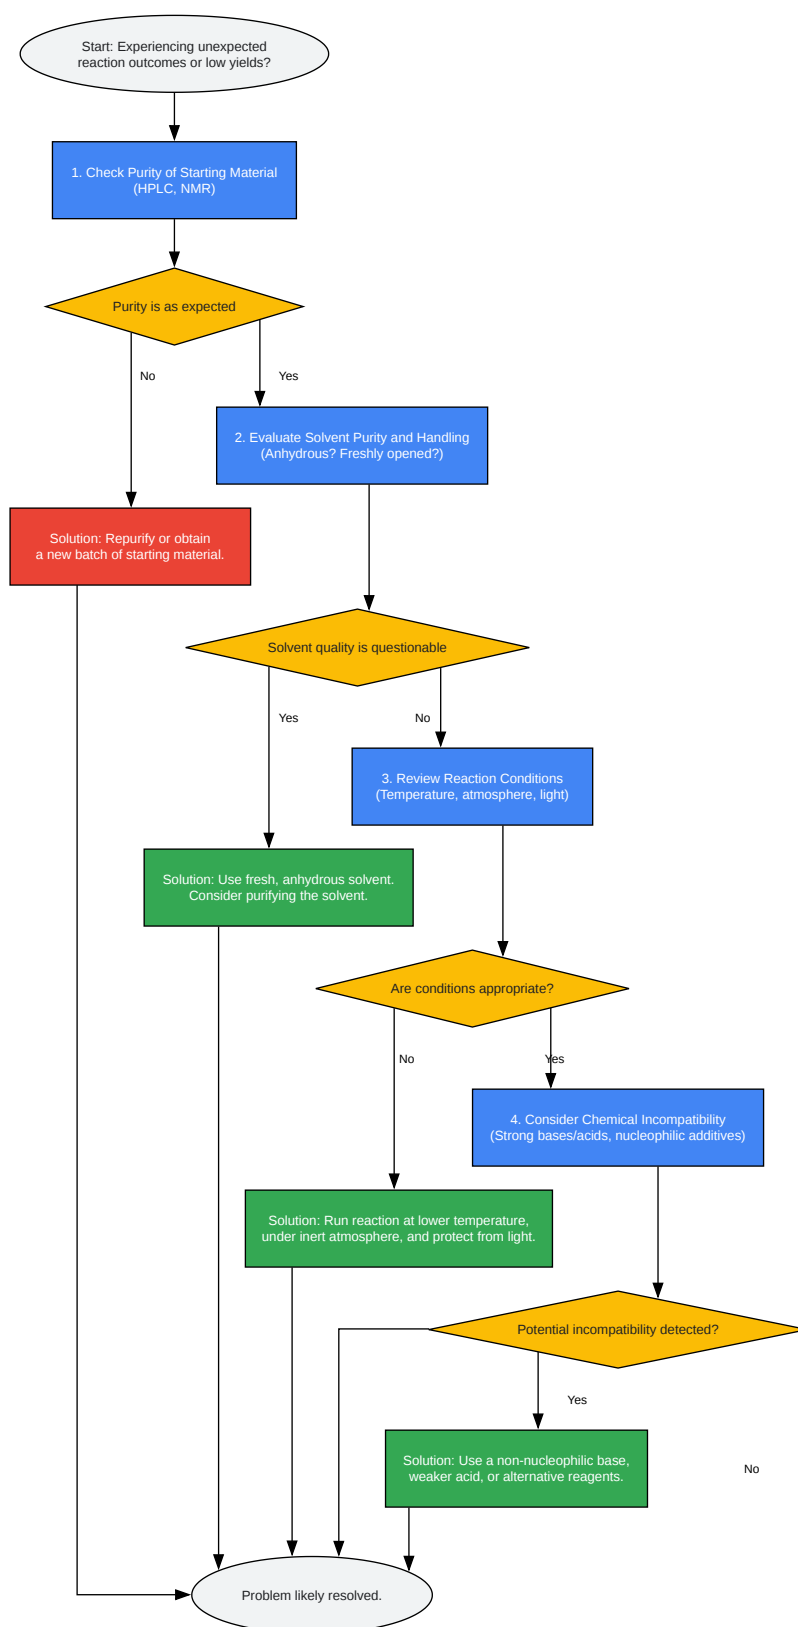 Start: Experiencing unexpected
reaction outcomes or low yields?
1. Check Purity of Starting Material
(HPLC, NMR)
Purity is as expected
No
Yes
2. Evaluate Solvent Purity and Handling
(Anhydrous? Freshly opened?)
Solution: Repurify or obtain
a new batch of starting material.
Solvent quality is questionable
Yes
No
3. Review Reaction Conditions
(Temperature, atmosphere, light)
Solution: Use fresh, anhydrous solvent.
Consider purifying the solvent.
Are conditions appropriate?
No
Yes
4. Consider Chemical Incompatibility
(Strong bases/acids, nucleophilic additives)
Solution: Run reaction at lower temperature,
under inert atmosphere, and protect from light.
Potential incompatibility detected?
Yes
Solution: Use a non-nucleophilic base,
weaker acid, or alternative reagents.
No
Problem likely resolved.